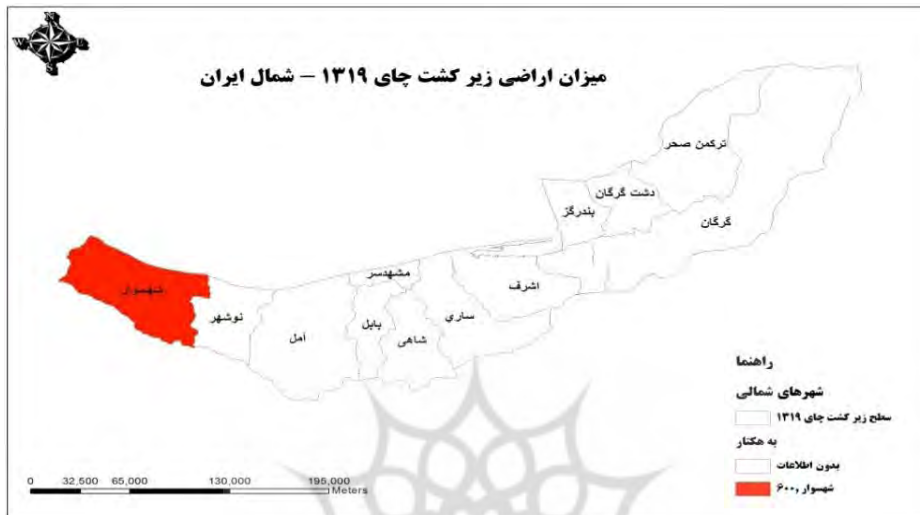 N
W
E
S
میزان اراضی زیر کشت چای ۱۳۱۹ – شمال ایران
ترکمن صحر
دشت گرگان
بندرگز
گرگان
مشهدسر
اشرف
شهسوار
نوشهر
آمل
بابل
شاهی
ساري
راهنما
شهرهای شمالی
سطح زیر کشت چای ۱۳۱۹
به هکتار
بدون اطلاعات
شهسوار ,۶۰۰
0 32,500 65,000 130,000 195,000
Meters